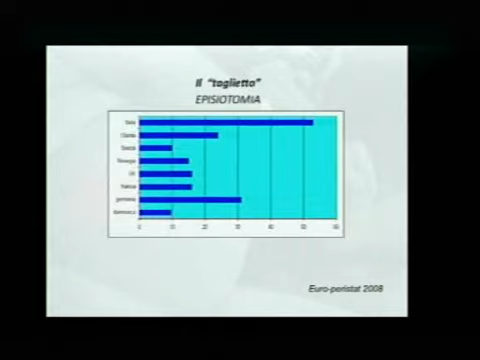 Il "taglietto"
EPISIOTOMIA
Italia
Olanda
Svezia
Norvegia
UK
francia
germania
danimarca
0 10 20 30 40 50 60
Euro-peristat 2008